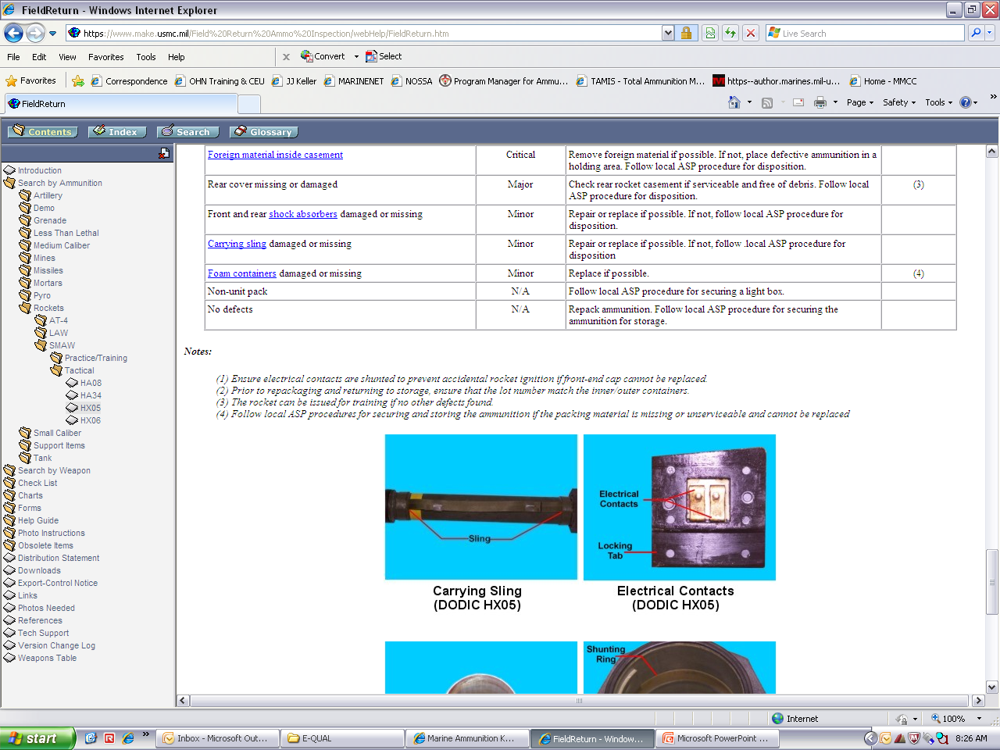 FieldReturn - Windows Internet Explorer
https://www.make.usmc.mil/Field%20Return%20Ammo%20Inspection/webHelp/FieldReturn.htm
Live Search
File Edit View Favorites Tools Help
x Convert Select
Favorites Correspondence OHN Training & CEU JJ Keller MARINENET NOSSA Program Manager for Ammu... TAMIS - Total Ammunition M... https--author.marines.mil-u... Home - MMCC
FieldReturn
Page Safety Tools
Contents Index Search Glossary
Introduction
Search by Ammunition
Artillery
Demo
Grenade
Less Than Lethal
Medium Caliber
Mines
Missiles
Mortars
Pyro
Rockets
AT-4
LAW
SMAW
Practice/Training
Tactical
HA08
HA34
HX05
HX06
Small Caliber
Support Items
Tank
Search by Weapon
Check List
Charts
Forms
Help Guide
Photo Instructions
Obsolete Items
Distribution Statement
Downloads
Export-Control Notice
Links
Photos Needed
References
Tech Support
Version Change Log
Weapons Table
Foreign material inside casement Critical Remove foreign material if possible. If not, place defective ammunition in a
holding area. Follow local ASP procedure for disposition.
Rear cover missing or damaged Major Check rear rocket casement if serviceable and free of debris. Follow local (3)
ASP procedure for disposition.
Front and rear shock absorbers damaged or missing Minor Repair or replace if possible. If not, follow local ASP procedure for
disposition.
Carrying sling damaged or missing Minor Repair or replace if possible. If not, follow .local ASP procedure for
disposition
Foam containers damaged or missing Minor Replace if possible. (4)
Non-unit pack N/A Follow local ASP procedure for securing a light box.
No defects N/A Repack ammunition. Follow local ASP procedure for securing the
ammunition for storage.
Notes:
(1) Ensure electrical contacts are shunted to prevent accidental rocket ignition if front-end cap cannot be replaced.
(2) Prior to repackaging and returning to storage, ensure that the lot number match the inner/outer containers.
(3) The rocket can be issued for training if no other defects found.
(4) Follow local ASP procedures for securing and storing the ammunition if the packing material is missing or unserviceable and cannot be replaced
Sling
Electrical
Contacts
Locking
Tab
Carrying Sling
(DODIC HX05)
Electrical Contacts
(DODIC HX05)
Shunting
Ring
Internet 100%
start Inbox - Microsoft Out... E-QUAL Marine Ammunition K... FieldReturn - Window... Microsoft PowerPoint ... 8:26 AM